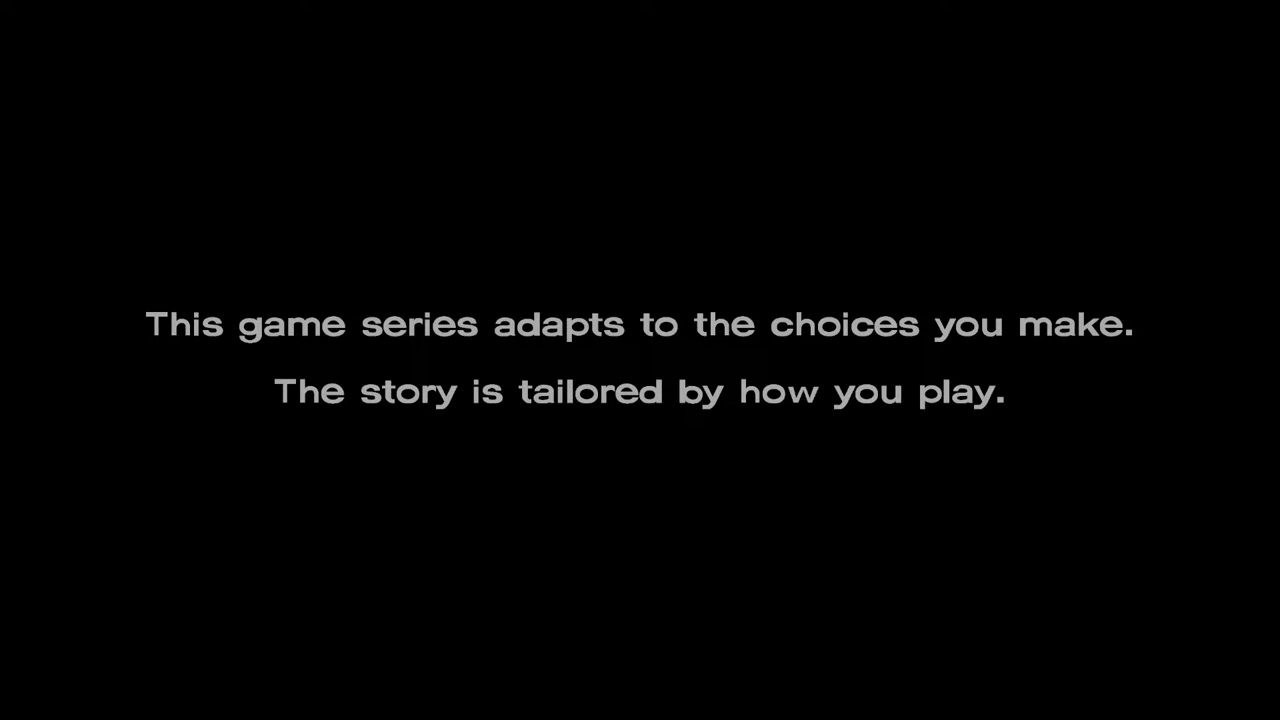 This game series adapts to the choices you make.
The story is tailored by how you play.